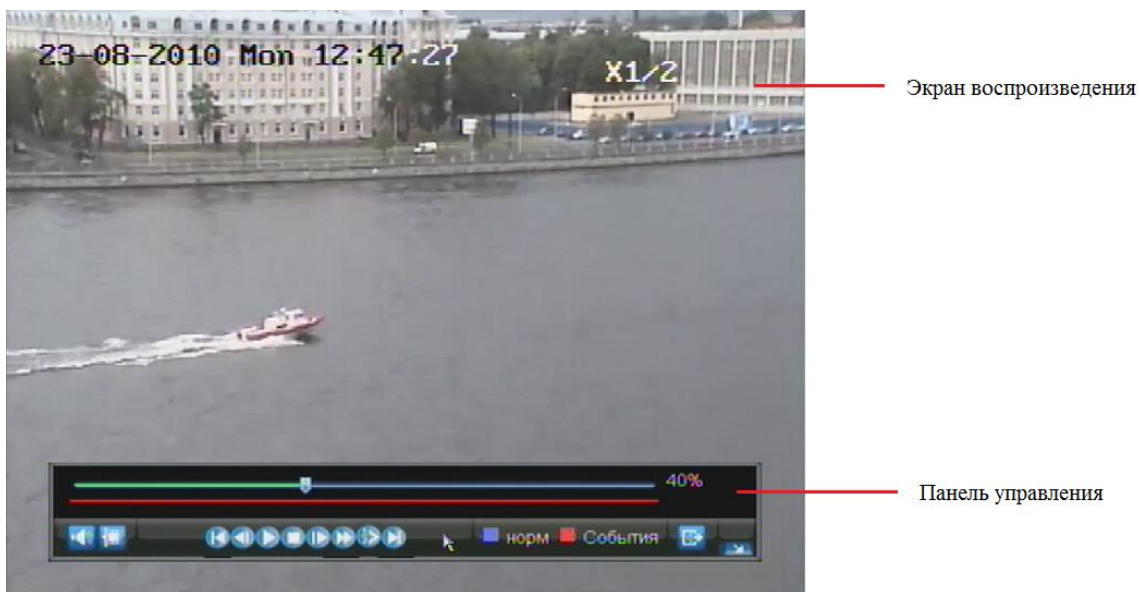 23-08-2010 Mon 12:47:27
X1/2
Экран воспроизведения
40%
Панель управления
норм
События